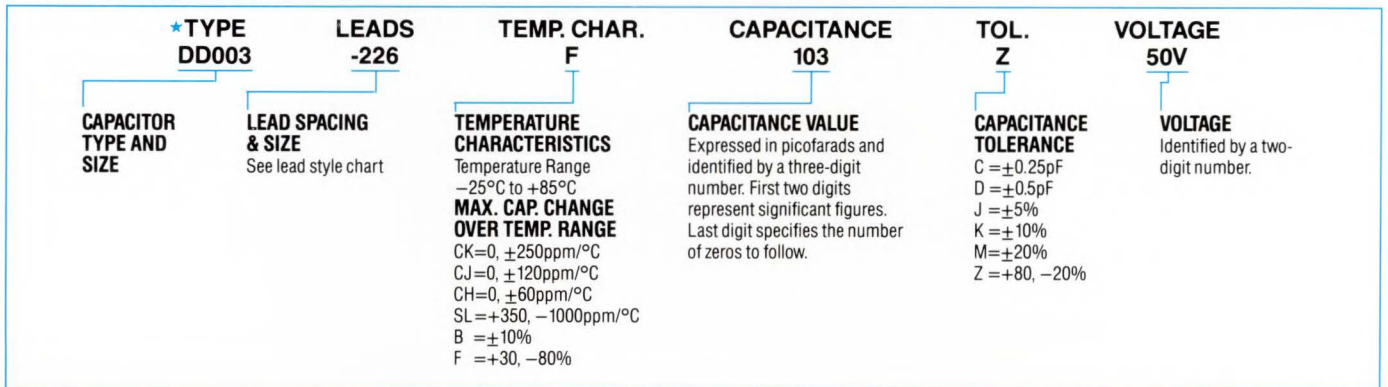 ★TYPE LEADS TEMP. CHAR. CAPACITANCE TOL. VOLTAGE
DD003 -226 F 103 Z 50V
CAPACITOR
TYPE AND
SIZE
LEAD SPACING
& SIZE
See lead style chart
TEMPERATURE
CHARACTERISTICS
Temperature Range
−25°C to +85°C
MAX. CAP. CHANGE
OVER TEMP. RANGE
CK=0, ±250ppm/°C
CJ=0, ±120ppm/°C
CH=0, ±60ppm/°C
SL=+350, −1000ppm/°C
B =±10%
F =+30, −80%
CAPACITANCE VALUE
Expressed in picofarads and
identified by a three-digit
number. First two digits
represent significant figures.
Last digit specifies the number
of zeros to follow.
CAPACITANCE
TOLERANCE
C =±0.25pF
D =±0.5pF
J =±5%
K =±10%
M=±20%
Z =+80, −20%
VOLTAGE
Identified by a two-
digit number.